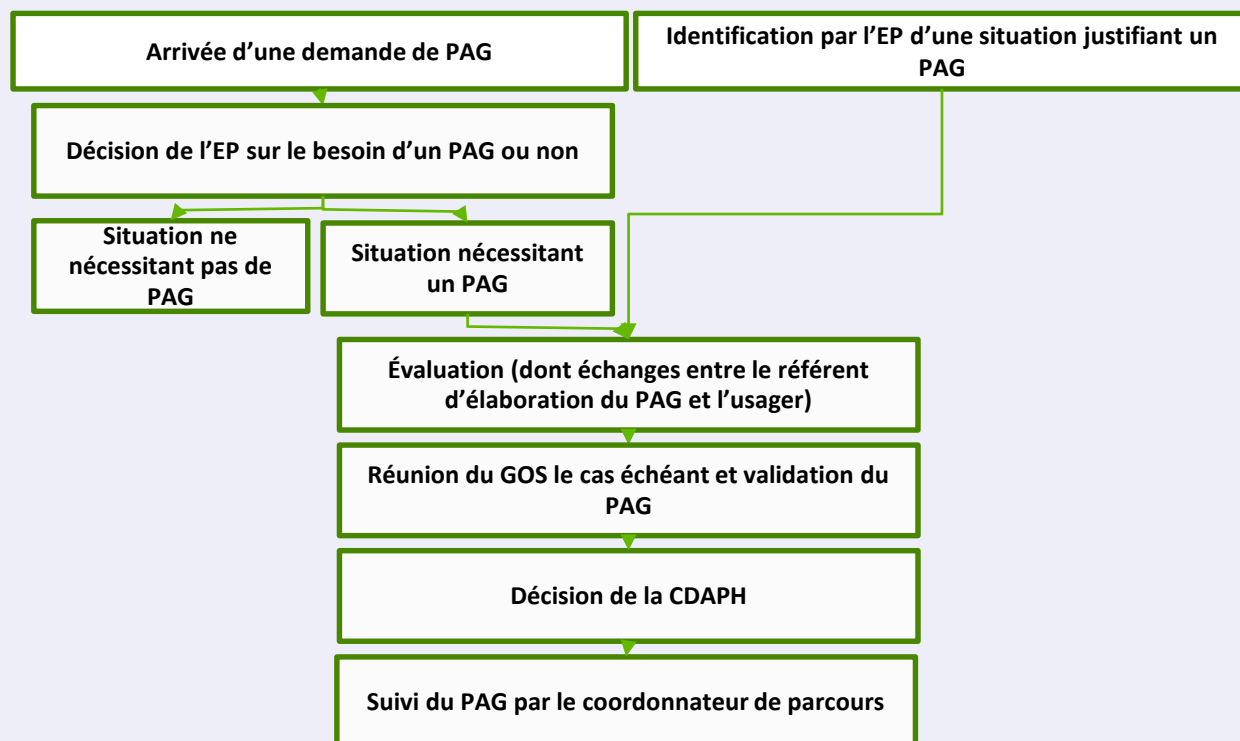 Arrivée d’une demande de PAG
Identification par l’EP d’une situation justifiant un
PAG
Décision de l’EP sur le besoin d’un PAG ou non
Situation ne
nécessitant pas de
PAG
Situation nécessitant
un PAG
Évaluation (dont échanges entre le référent
d’élaboration du PAG et l’usager)
Réunion du GOS le cas échéant et validation du
PAG
Décision de la CDAPH
Suivi du PAG par le coordonnateur de parcours